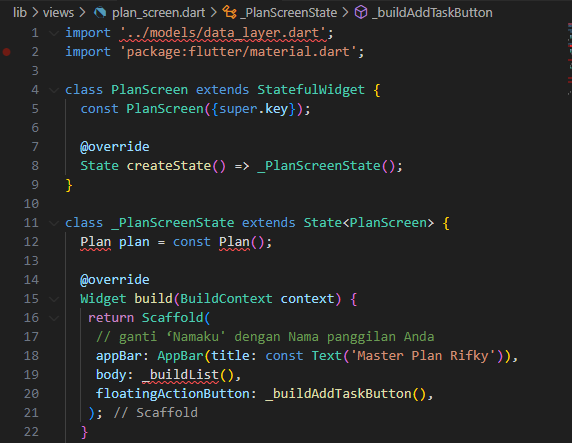 lib > views > plan_screen.dart > _PlanScreenState > _buildAddTaskButton
1 import '../models/data_layer.dart';
2 import 'package:flutter/material.dart';
3
4 class PlanScreen extends StatefulWidget {
5 const PlanScreen({super.key});
6
7 @override
8 State createState() => _PlanScreenState();
9 }
10
11 class _PlanScreenState extends State<PlanScreen> {
12 Plan plan = const Plan();
13
14 @override
15 Widget build(BuildContext context) {
16 return Scaffold(
17 // ganti ‘Namaku' dengan Nama panggilan Anda
18 appBar: AppBar(title: const Text('Master Plan Rifky')),
19 body: _buildList(),
20 floatingActionButton: _buildAddTaskButton(),
21 ); // Scaffold
22 }